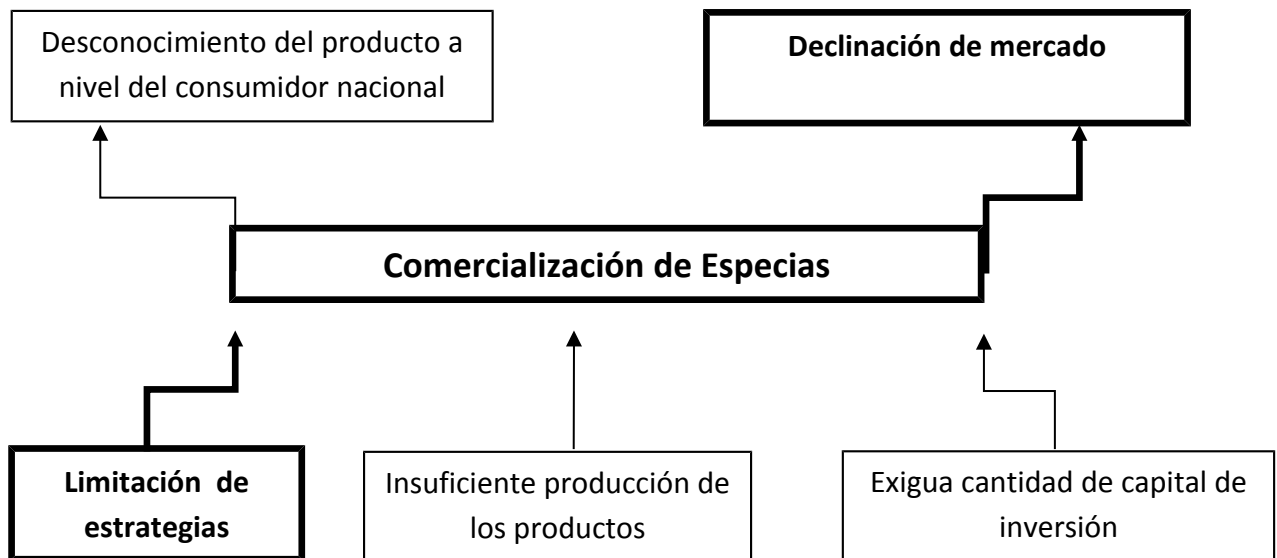 Desconocimiento del producto a
nivel del consumidor nacional
Declinación de mercado
Comercialización de Especias
Limitación de
estrategias
Insuficiente producción de
los productos
Exigua cantidad de capital de
inversión